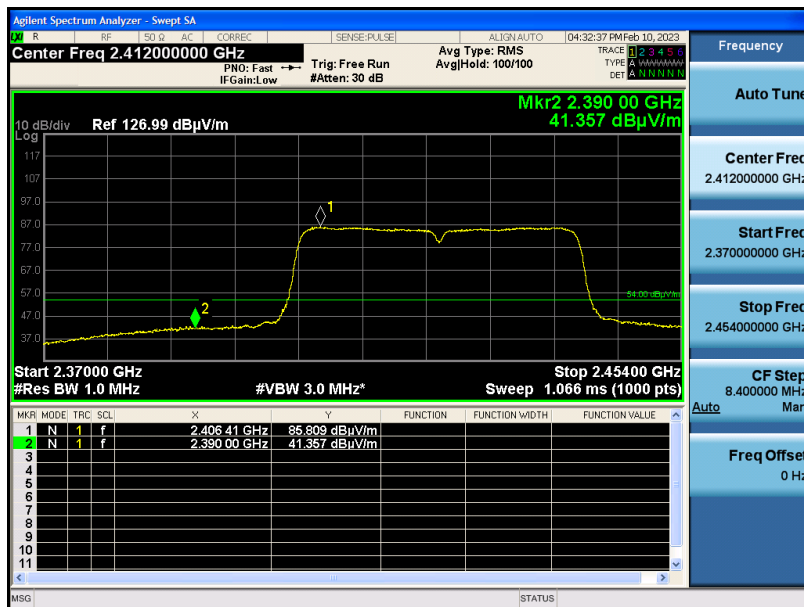 Agilent Spectrum Analyzer - Swept SA
LXI R RF 50 Ω AC CORREC SENSE:PULSE ALIGN AUTO 04:32:37 PM Feb 10, 2023
Center Freq 2.412000000 GHz
PNO: Fast
IFGain:Low
Trig: Free Run
#Atten: 30 dB
Avg Type: RMS
Avg|Hold: 100/100
TRACE 1 2 3 4 5 6
TYPE A WWWWW
DET A N N N N N
Mkr2 2.390 00 GHz
41.357 dBµV/m
10 dB/div Ref 126.99 dBµV/m
Log
117
107
97.0
87.0
77.0
67.0
57.0
47.0
37.0
1
2
54.00 dBµV/m
Start 2.37000 GHz Stop 2.45400 GHz
#Res BW 1.0 MHz #VBW 3.0 MHz* Sweep 1.066 ms (1000 pts)
MKR MODE TRC SCL X Y FUNCTION FUNCTION WIDTH FUNCTION VALUE
1 N 1 f 2.406 41 GHz 85.809 dBµV/m
2 N 1 f 2.390 00 GHz 41.357 dBµV/m
3
4
5
6
7
8
9
10
11
MSG STATUS
Frequency
Auto Tune
Center Freq
2.412000000 GHz
Start Freq
2.370000000 GHz
Stop Freq
2.454000000 GHz
CF Step
8.400000 MHz
Auto Man
Freq Offset
0 Hz